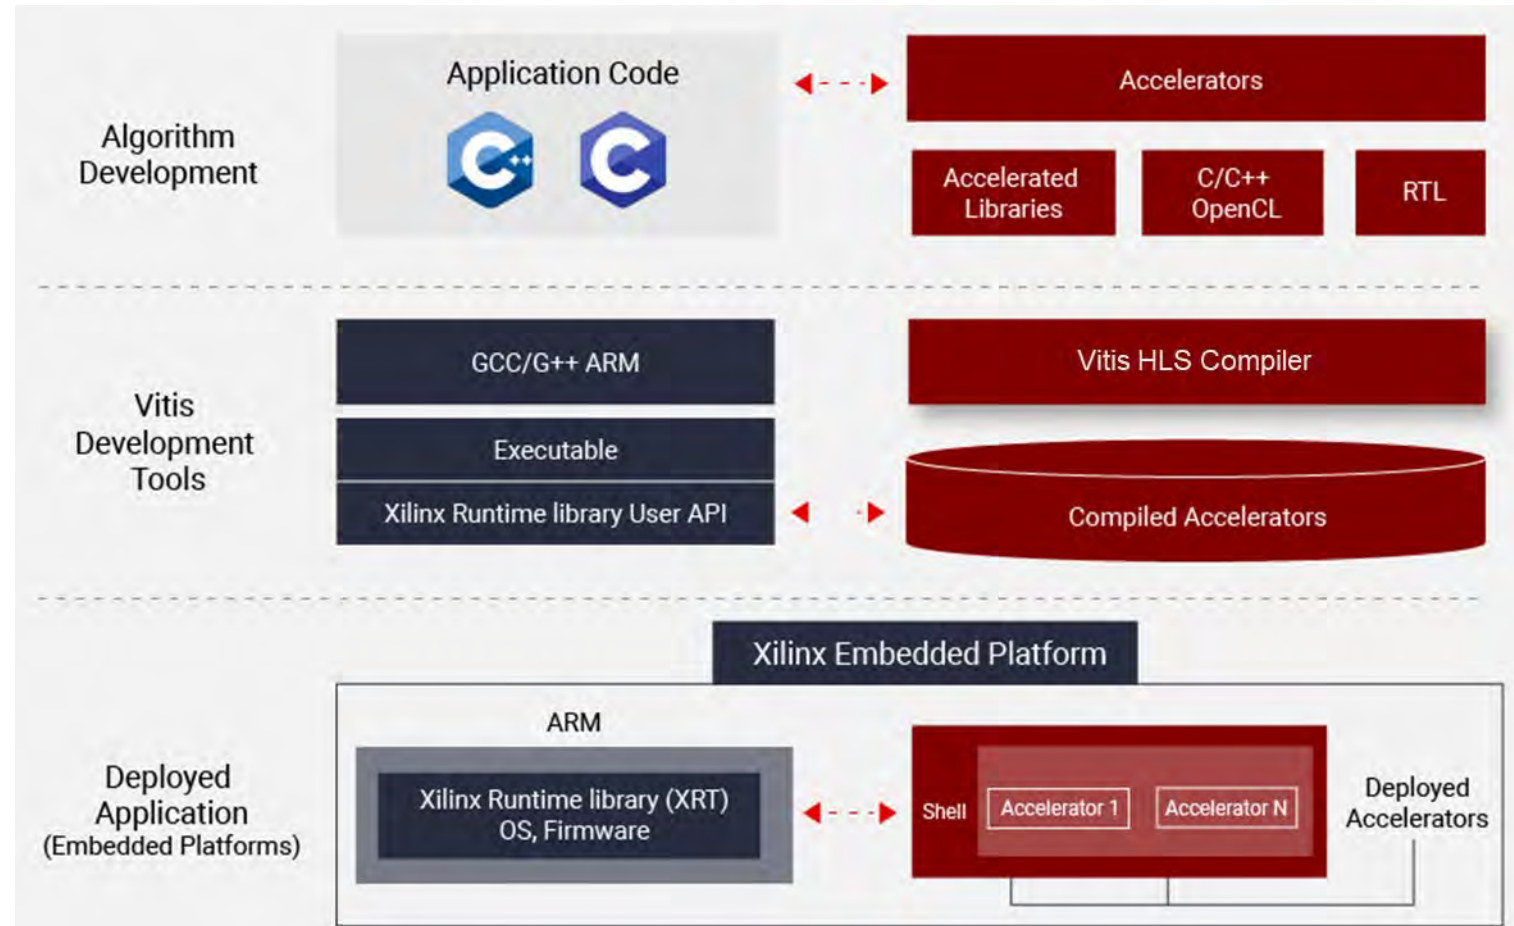 Algorithm
Development
Application Code
C++
C
Accelerators
Accelerated
Libraries
C/C++
OpenCL
RTL
Vitis
Development
Tools
GCC/G++ ARM
Executable
Xilinx Runtime library User API
Vitis HLS Compiler
Compiled Accelerators
Xilinx Embedded Platform
Deployed
Application
(Embedded Platforms)
ARM
Xilinx Runtime library (XRT)
OS, Firmware
Shell
Accelerator 1
Accelerator N
Deployed
Accelerators